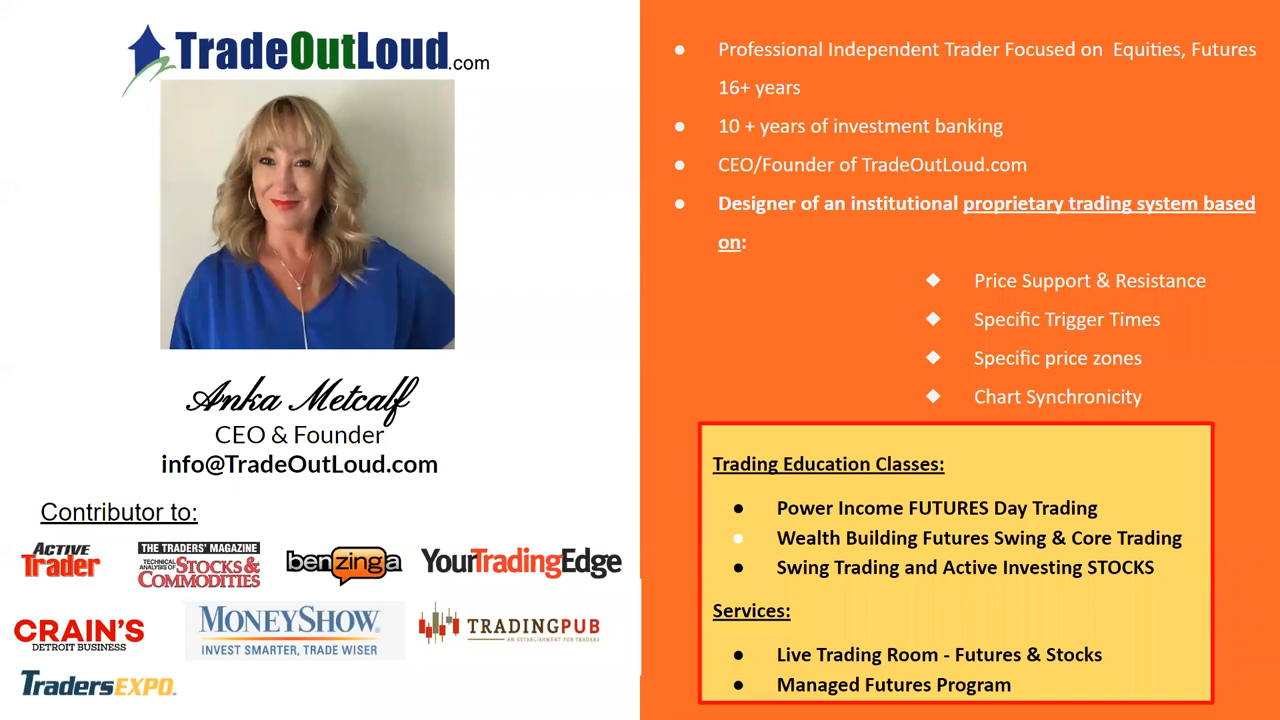 TradeOutLoud.com
Anka Metcalf
CEO & Founder
info@TradeOutLoud.com
Contributor to:
ACTIVE
Trader
THE TRADERS' MAGAZINE
TECHNICAL
ANALYSIS OF
STOCKS &
COMMODITIES
benzinga
YourTradingEdge
CRAIN'S
DETROIT BUSINESS
MONEYSHOW
INVEST SMARTER, TRADE WISER
TRADINGPUB
AN ESTABLISHMENT FOR TRADERS
TradersEXPO
● Professional Independent Trader Focused on Equities, Futures
16+ years
● 10 + years of investment banking
● CEO/Founder of TradeOutLoud.com
● Designer of an institutional proprietary trading system based
on:
◆ Price Support & Resistance
◆ Specific Trigger Times
◆ Specific price zones
◆ Chart Synchronicity
Trading Education Classes:
● Power Income FUTURES Day Trading
● Wealth Building Futures Swing & Core Trading
● Swing Trading and Active Investing STOCKS
Services:
● Live Trading Room - Futures & Stocks
● Managed Futures Program